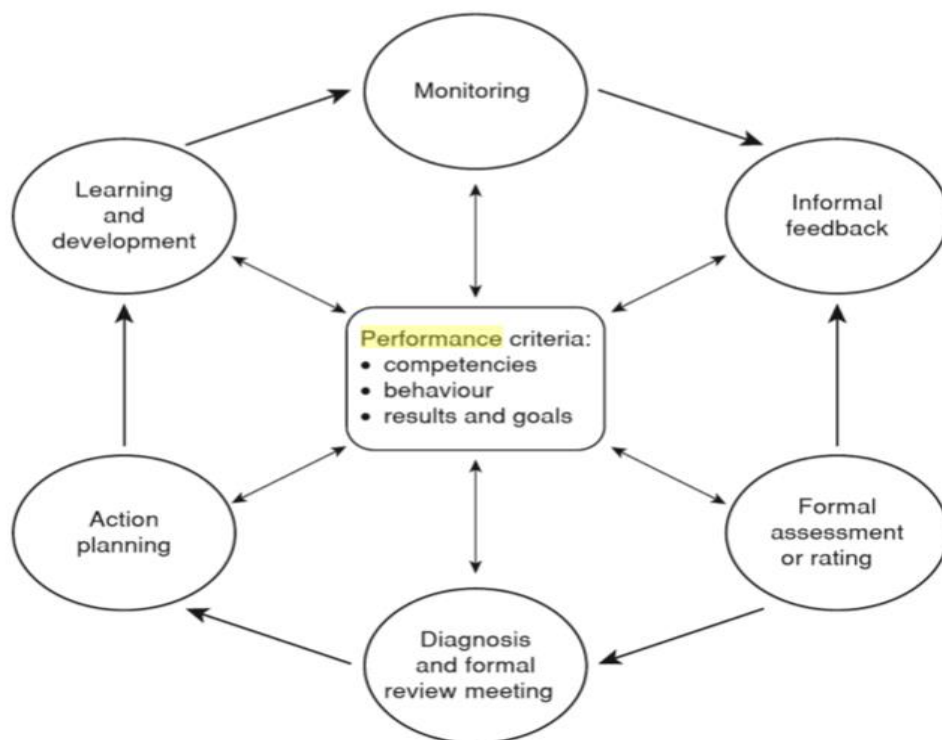 Monitoring
Learning
and
development
Informal
feedback
Performance criteria:
• competencies
• behaviour
• results and goals
Action
planning
Formal
assessment
or rating
Diagnosis
and formal
review meeting